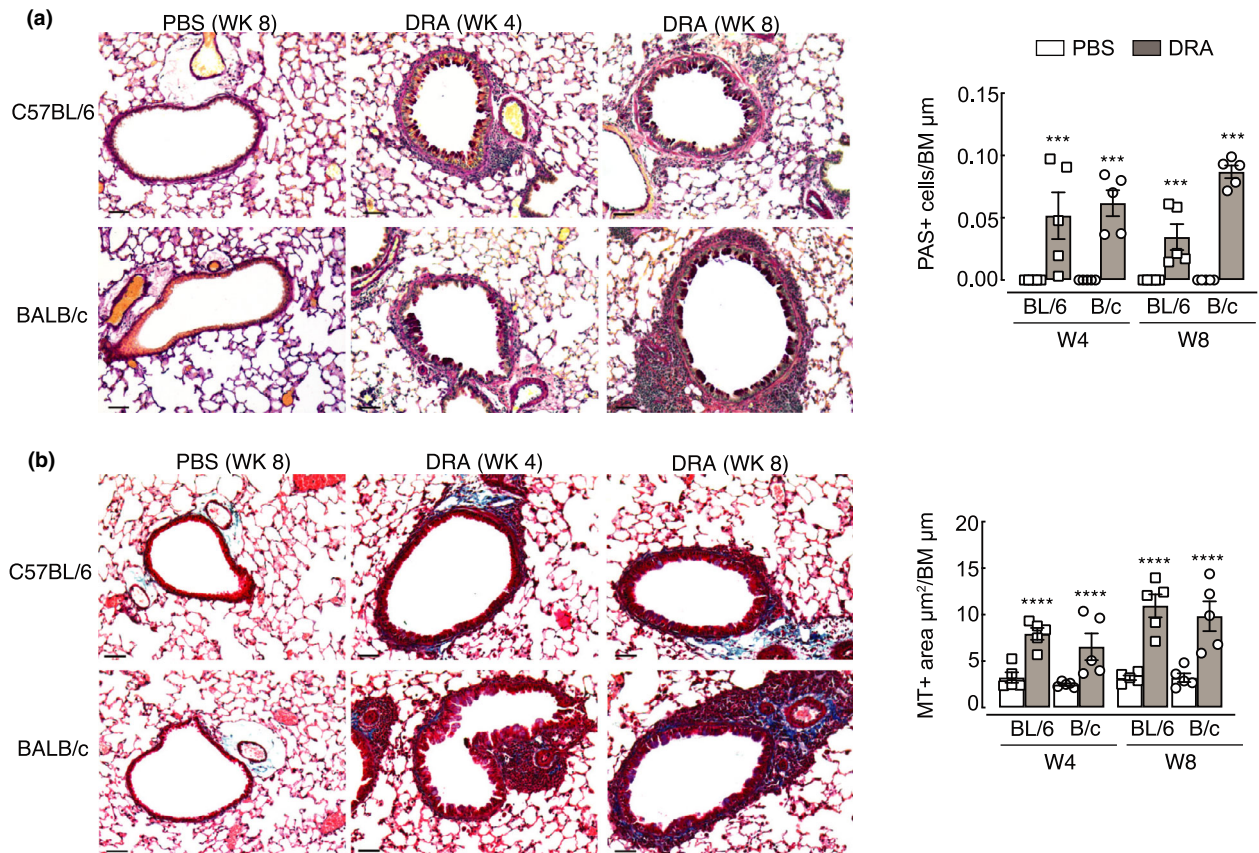 (a)
PBS (WK 8) DRA (WK 4) DRA (WK 8)
C57BL/6
BALB/c
PBS DRA
PAS+ cells/BM μm
0.15
0.10
0.05
0.00
*** *** *** ***
BL/6 B/c BL/6 B/c
W4 W8
(b)
PBS (WK 8) DRA (WK 4) DRA (WK 8)
C57BL/6
BALB/c
MT+ area μm²/BM μm
20
15
10
5
0
**** **** **** ****
BL/6 B/c BL/6 B/c
W4 W8